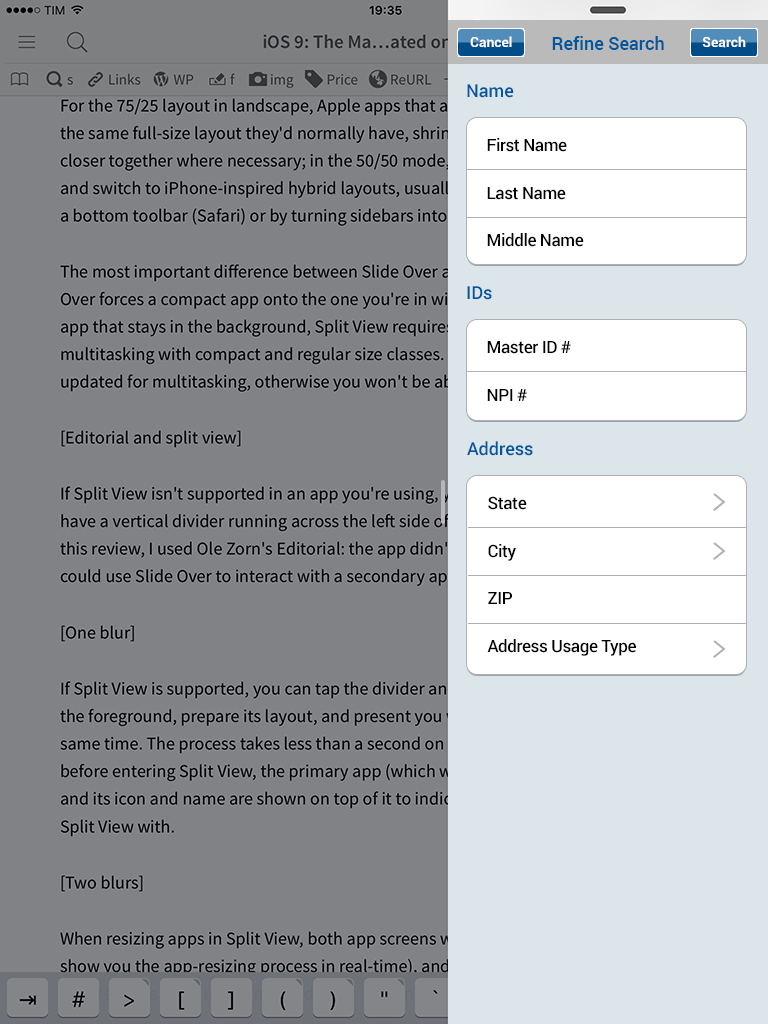 TIM 19:35
iOS 9: The Ma…ated or
s Links WP f img Price ReURL
For the 75/25 layout in landscape, Apple apps that a
the same full-size layout they'd normally have, shrin
closer together where necessary; in the 50/50 mode,
and switch to iPhone-inspired hybrid layouts, usuall
a bottom toolbar (Safari) or by turning sidebars into
The most important difference between Slide Over a
Over forces a compact app onto the one you're in wi
app that stays in the background, Split View require
multitasking with compact and regular size classes.
updated for multitasking, otherwise you won't be ab
[Editorial and split view]
If Split View isn't supported in an app you're using, y
have a vertical divider running across the left side of
this review, I used Ole Zorn's Editorial: the app didn'
could use Slide Over to interact with a secondary ap
[One blur]
If Split View is supported, you can tap the divider an
the foreground, prepare its layout, and present you w
same time. The process takes less than a second on
before entering Split View, the primary app (which w
and its icon and name are shown on top of it to indic
Split View with.
[Two blurs]
When resizing apps in Split View, both app screens w
show you the app-resizing process in real-time), and
⇥ # > [ ] ( ) " `
Cancel Refine Search Search
Name
First Name
Last Name
Middle Name
IDs
Master ID #
NPI #
Address
State
City
ZIP
Address Usage Type